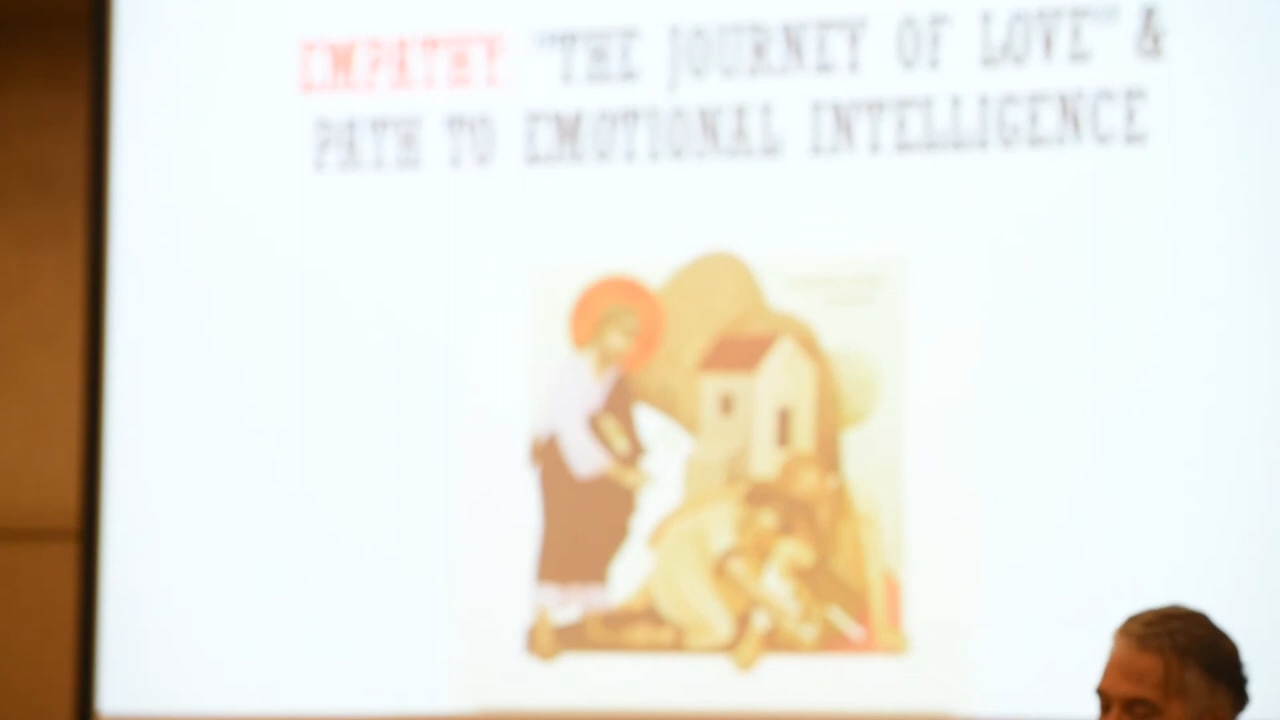 EMPATHY "THE JOURNEY OF LOVE" &
PATH TO EMOTIONAL INTELLIGENCE